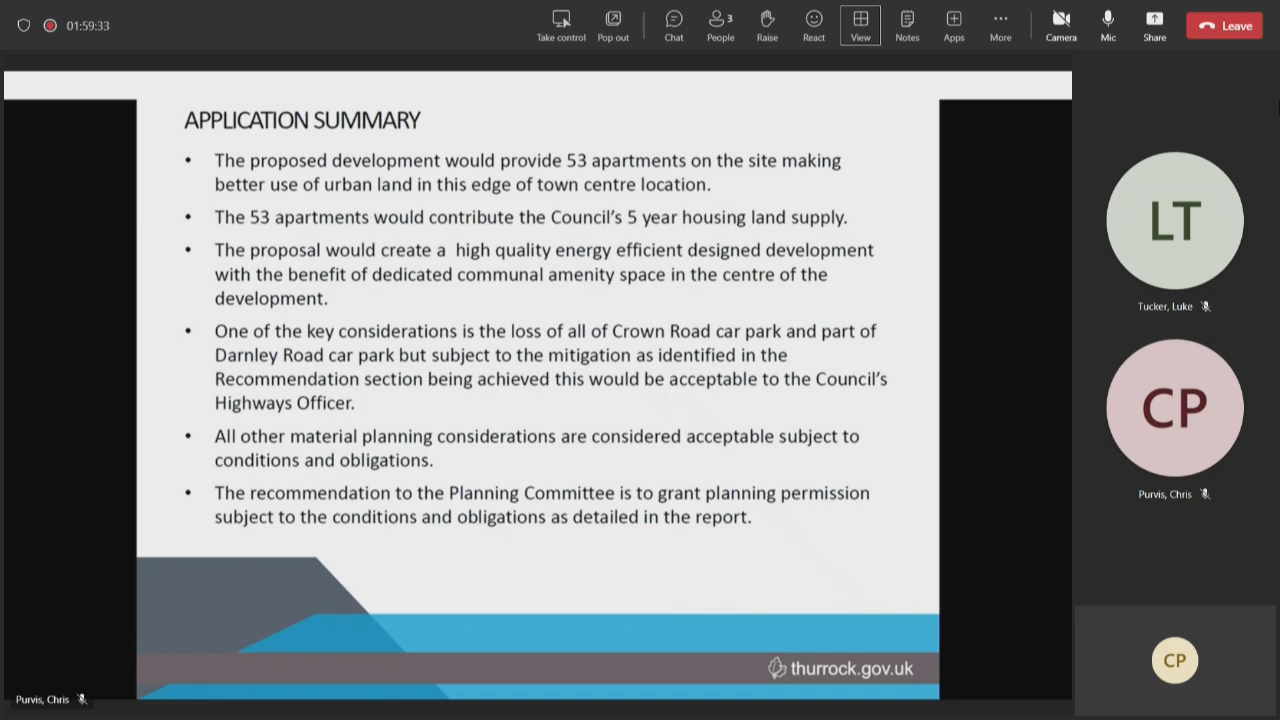 01:59:33
Take control
Pop out
Chat
3
People
Raise
React
View
Notes
Apps
More
Camera
Mic
Share
Leave
APPLICATION SUMMARY
• The proposed development would provide 53 apartments on the site making
better use of urban land in this edge of town centre location.
• The 53 apartments would contribute the Council's 5 year housing land supply.
• The proposal would create a high quality energy efficient designed development
with the benefit of dedicated communal amenity space in the centre of the
development.
• One of the key considerations is the loss of all of Crown Road car park and part of
Darnley Road car park but subject to the mitigation as identified in the
Recommendation section being achieved this would be acceptable to the Council's
Highways Officer.
• All other material planning considerations are considered acceptable subject to
conditions and obligations.
• The recommendation to the Planning Committee is to grant planning permission
subject to the conditions and obligations as detailed in the report.
thurrock.gov.uk
Purvis, Chris
LT
Tucker, Luke
CP
Purvis, Chris
CP